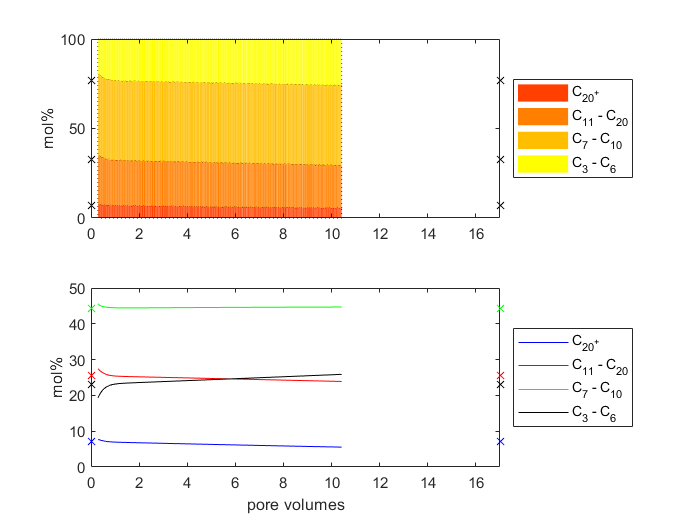 100
50
0
mol%
0 2 4 6 8 10 12 14 16
C20+
C11 - C20
C7 - C10
C3 - C6
50
40
30
20
10
0
mol%
0 2 4 6 8 10 12 14 16
pore volumes
C20+
C11 - C20
C7 - C10
C3 - C6